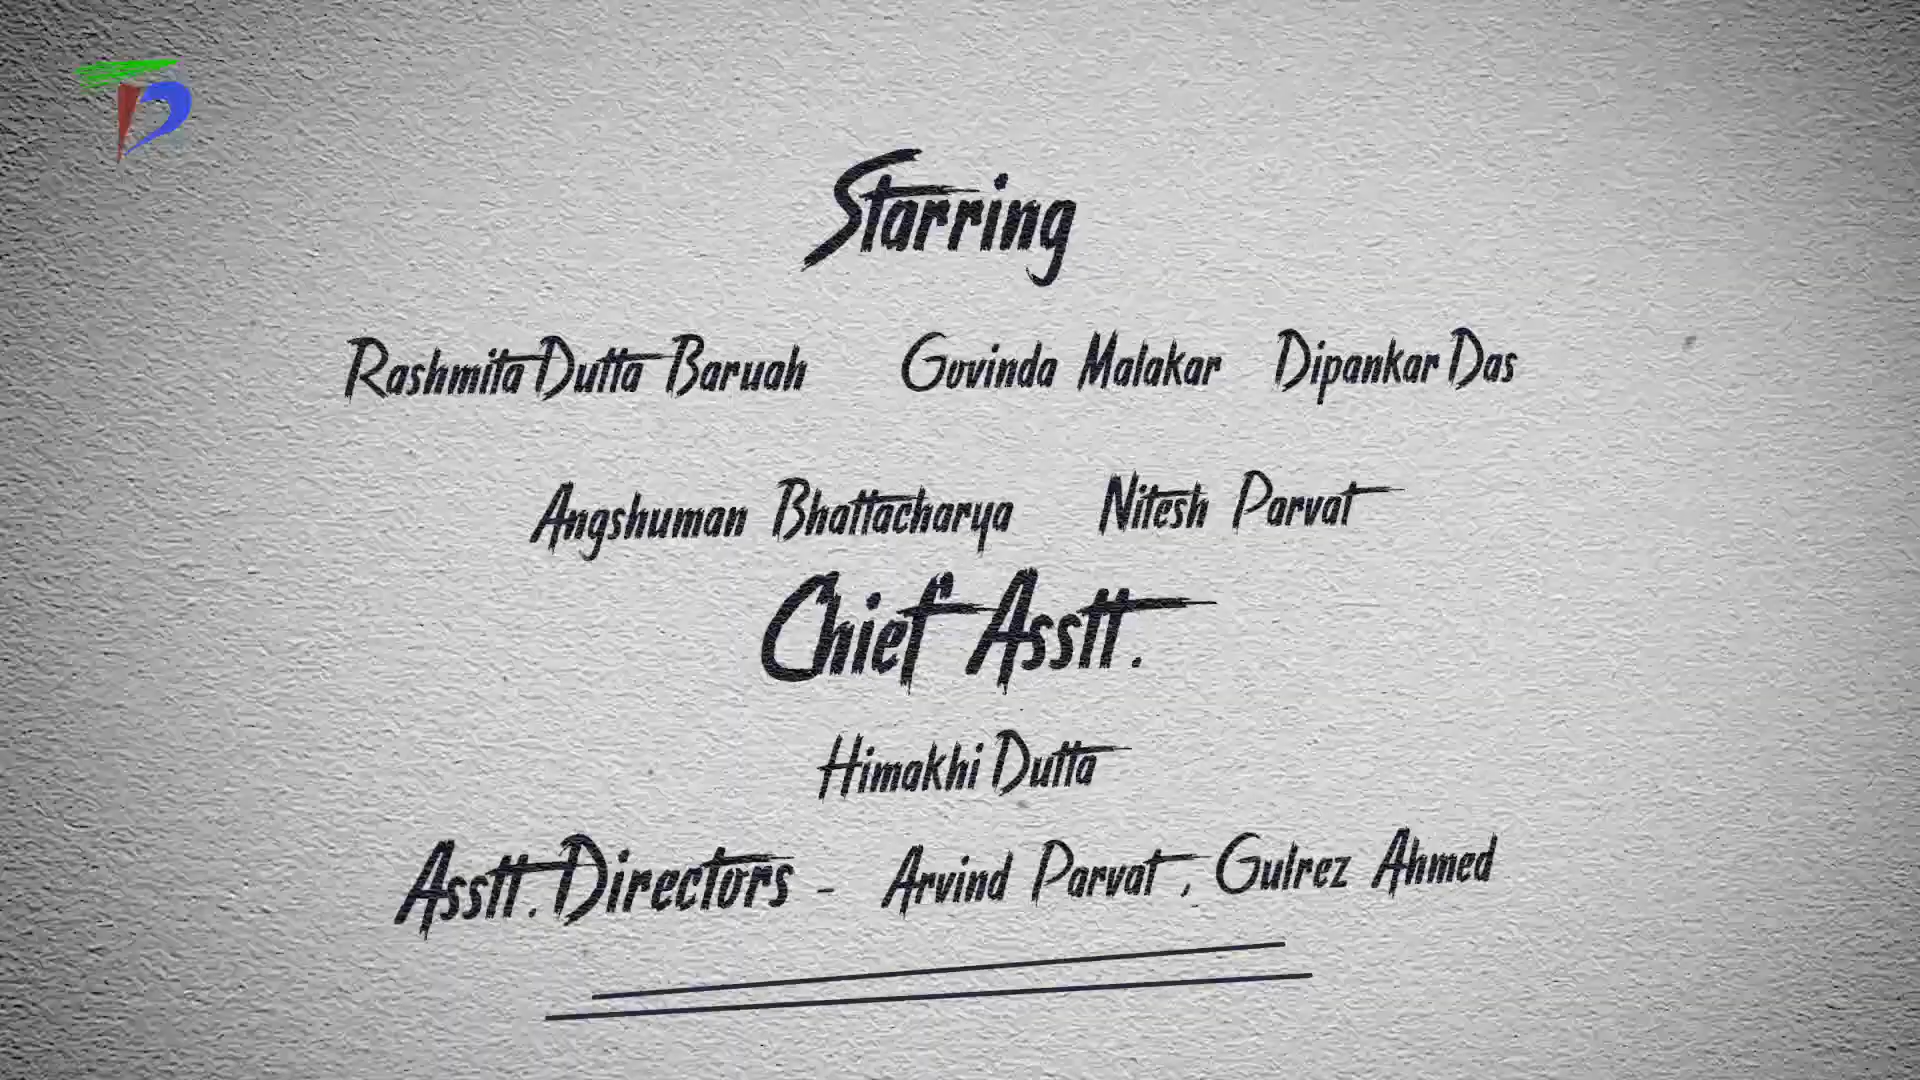 Starring
Rashmita Dutta Baruah Govinda Malakar Dipankar Das
Angshuman Bhattacharya Nitesh Parvat
Chief Asstt.
Himakhi Dutta
Asstt. Directors - Arvind Parvat, Gulrez Ahmed